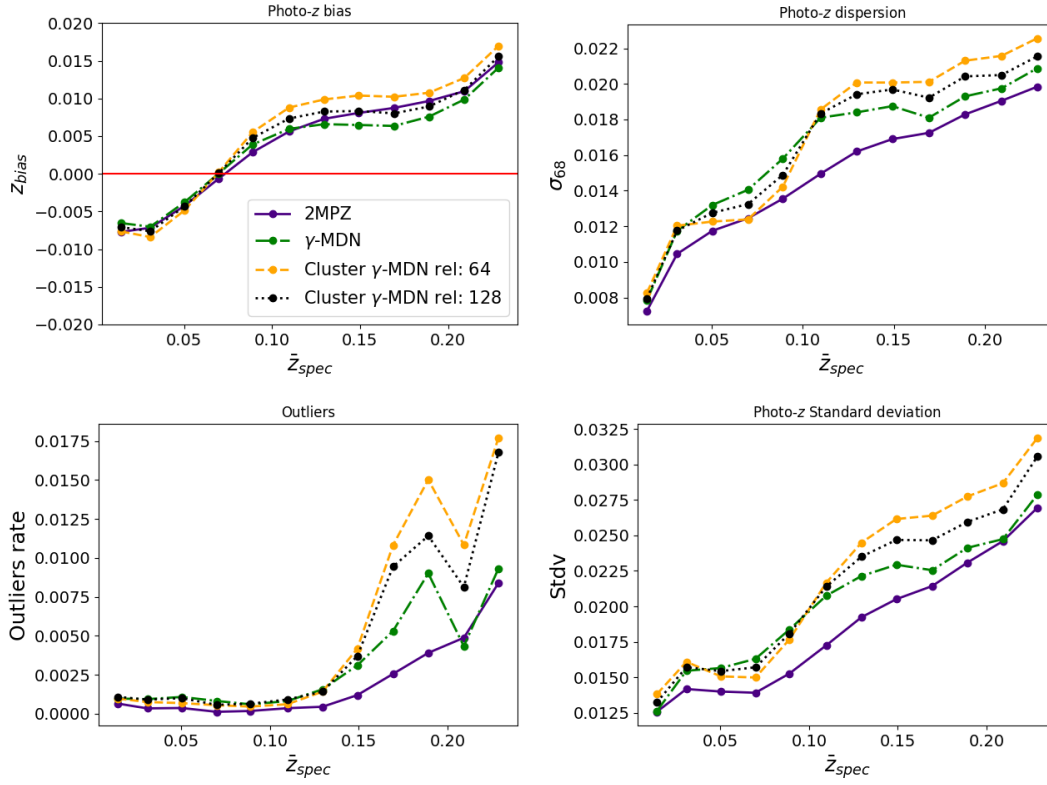 Photo-z bias
0.020
0.015
0.010
0.005
0.000
−0.005
−0.010
−0.015
−0.020
z_bias
2MPZ
γ-MDN
Cluster γ-MDN rel: 64
Cluster γ-MDN rel: 128
0.05 0.10 0.15 0.20
z̄_spec
Photo-z dispersion
0.022
0.020
0.018
0.016
0.014
0.012
0.010
0.008
σ_68
0.05 0.10 0.15 0.20
z̄_spec
Outliers
0.0175
0.0150
0.0125
0.0100
0.0075
0.0050
0.0025
0.0000
Outliers rate
0.05 0.10 0.15 0.20
z̄_spec
Photo-z Standard deviation
0.0325
0.0300
0.0275
0.0250
0.0225
0.0200
0.0175
0.0150
0.0125
Stdv
0.05 0.10 0.15 0.20
z̄_spec